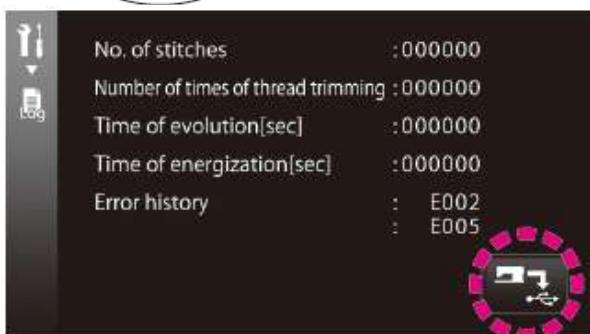 No. of stitches :000000
Number of times of thread trimming :000000
Time of evolution[sec] :000000
Time of energization[sec] :000000
Error history : E002
: E005
Log